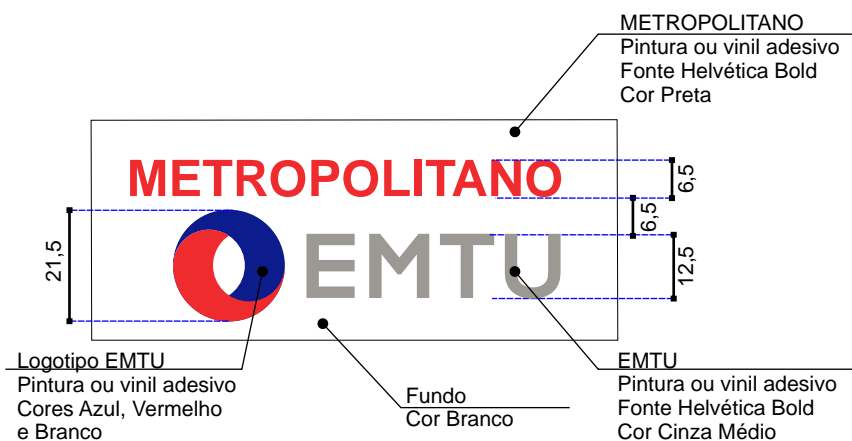 METROPOLITANO
Pintura ou vinil adesivo
Fonte Helvética Bold
Cor Preta
METROPOLITANO
6,5
6,5
21,5
EMTU
12,5
Logotipo EMTU
Pintura ou vinil adesivo
Cores Azul, Vermelho
e Branco
Fundo
Cor Branco
EMTU
Pintura ou vinil adesivo
Fonte Helvética Bold
Cor Cinza Médio